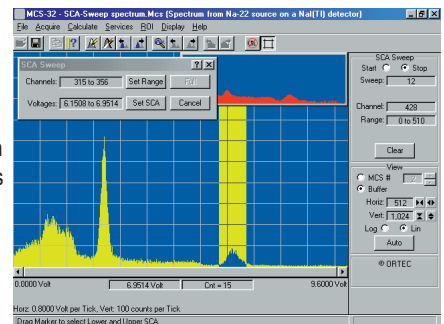 MCS-32 - SCA-Sweep spectrum.Mcs (Spectrum from Na-22 source on a NaI(Tl) detector)
File Acquire Calculate Services ROI Display Help
SCA Sweep
Channels: 315 to 356 Set Range Full
Voltages: 6.1508 to 6.9514 Set SCA Cancel
SCA Sweep
Start Stop
Sweep: 12
Channel: 428
Range: 0 to 510
Clear
View
MCS # 2
Buffer
Horiz: 512
Vert: 1,024
Log Lin
Auto
® ORTEC
0.0000 Volt 6.9514 Volt Cnt = 15 9.6000 Volt
Horz: 0.8000 Volt per Tick, Vert: 100 counts per Tick
Drag Marker to select Lower and Upper SCA